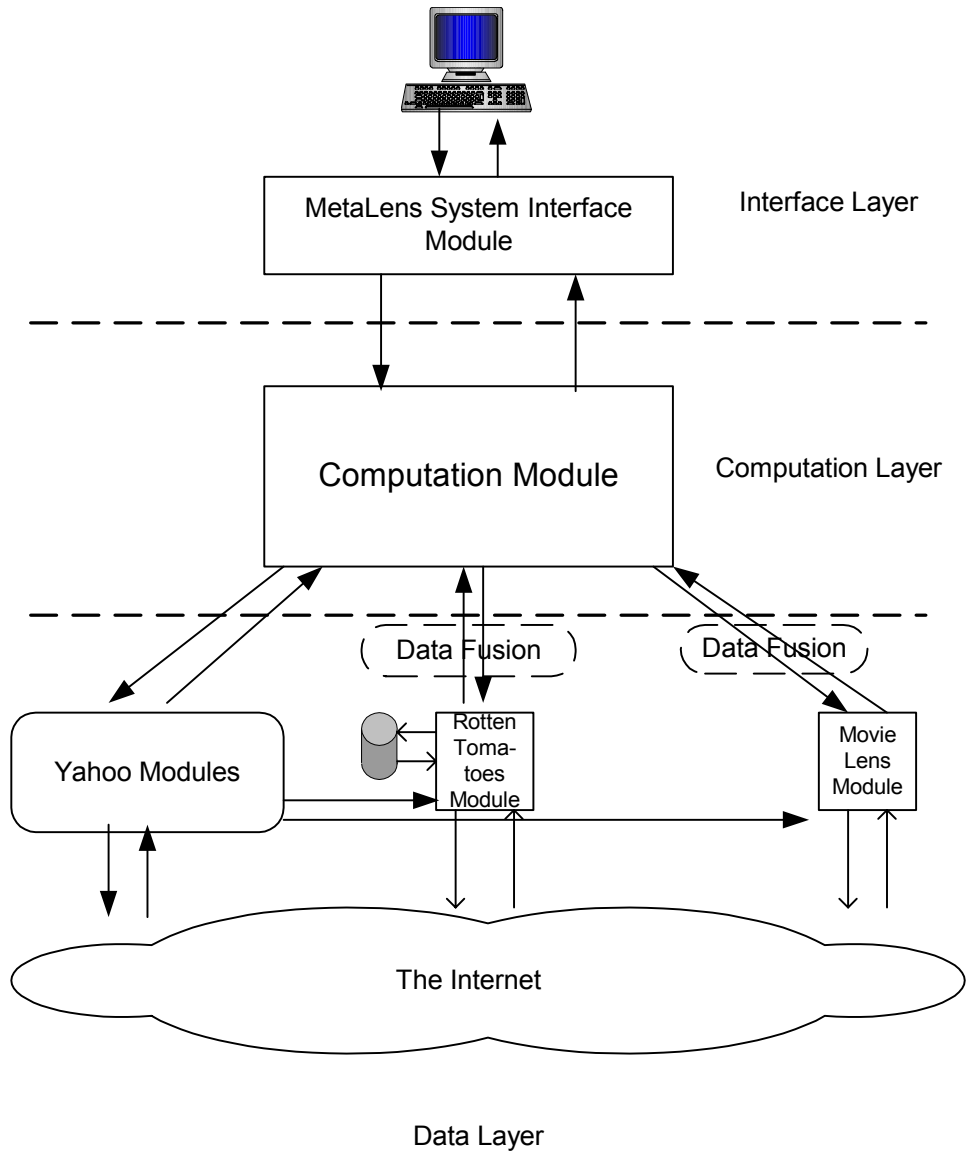 MetaLens System Interface
Module
Interface Layer
Computation Module
Computation Layer
Data Fusion
Data Fusion
Yahoo Modules
Rotten
Toma-
toes
Module
Movie
Lens
Module
The Internet
Data Layer